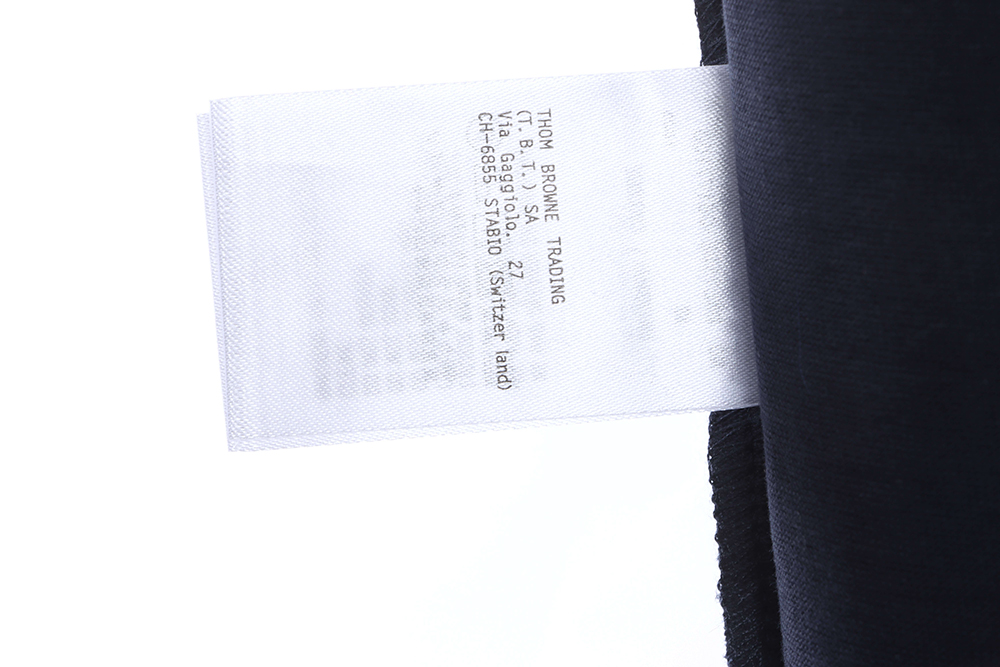 THOM BROWNE TRADING
(T. B. T. ) SA
Via Gaggiolo, 27
CH-6855 STABIO (Switzer land)